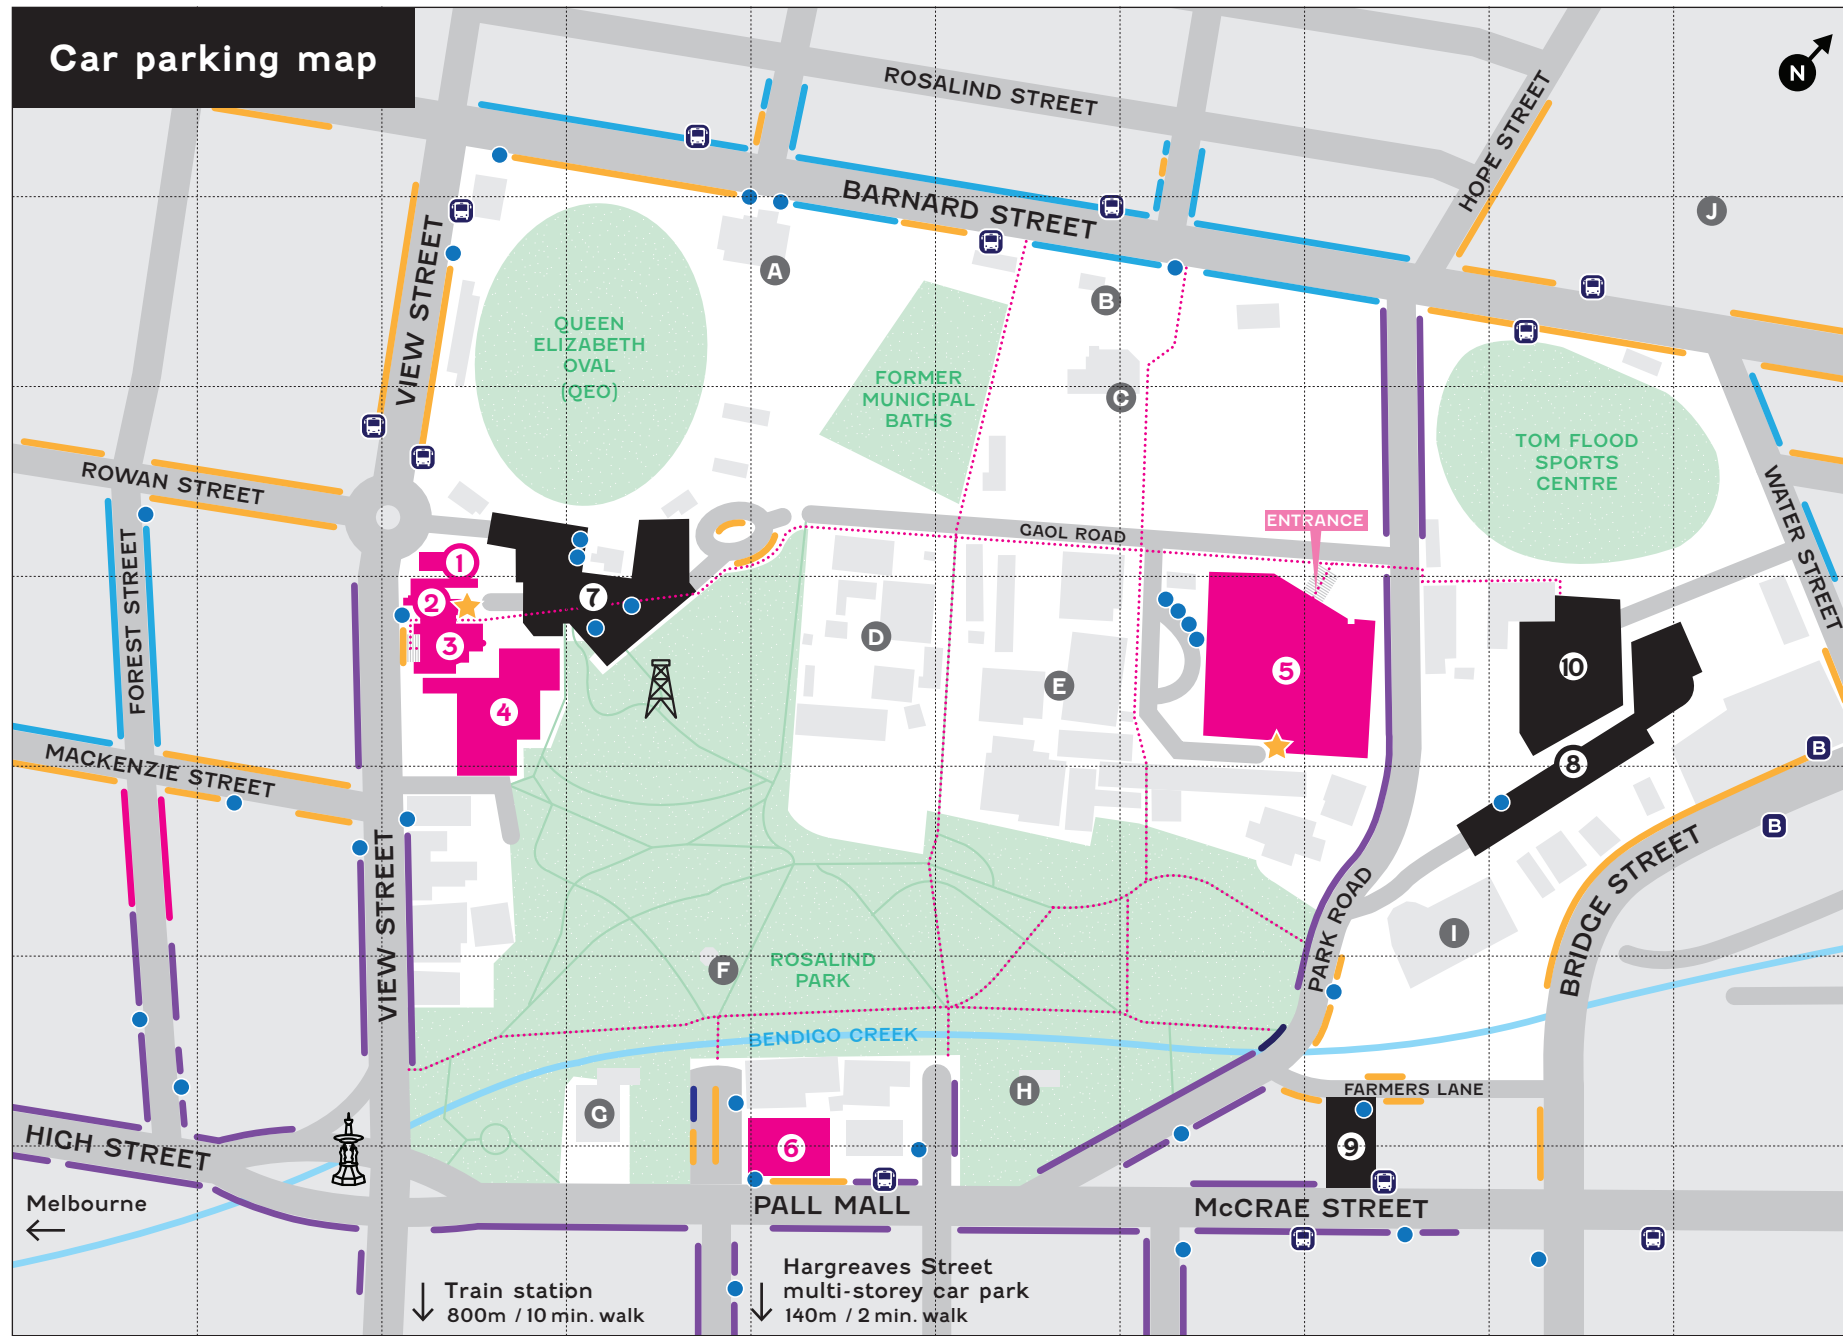 Car parking map
N
ROSALIND STREET
HOPE STREET
BARNARD STREET
J
VIEW STREET
A
B
QUEEN
ELIZABETH
OVAL
(QEO)
FORMER
MUNICIPAL
BATHS
C
TOM FLOOD
SPORTS
CENTRE
ROWAN STREET
WATER STREET
ENTRANCE
GAOL ROAD
FOREST STREET
1
2
7
3
D
E
5
10
4
MACKENZIE STREET
8
B
B
VIEW STREET
PARK ROAD
BRIDGE STREET
I
F
ROSALIND
PARK
BENDIGO CREEK
G
H
FARMERS LANE
HIGH STREET
6
9
Melbourne
PALL MALL
McCRAE STREET
Train station
800m / 10 min. walk
Hargreaves Street
multi-storey car park
140m / 2 min. walk